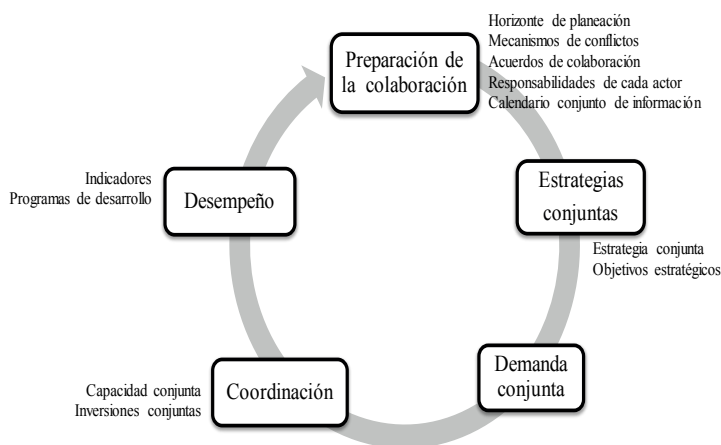 Horizonte de planeación
Mecanismos de conflictos
Acuerdos de colaboración
Responsabilidades de cada actor
Calendario conjunto de información
Preparación de
la colaboración
Estrategias
conjuntas
Estrategia conjunta
Objetivos estratégicos
Demanda
conjunta
Coordinación
Capacidad conjunta
Inversiones conjuntas
Desempeño
Indicadores
Programas de desarrollo